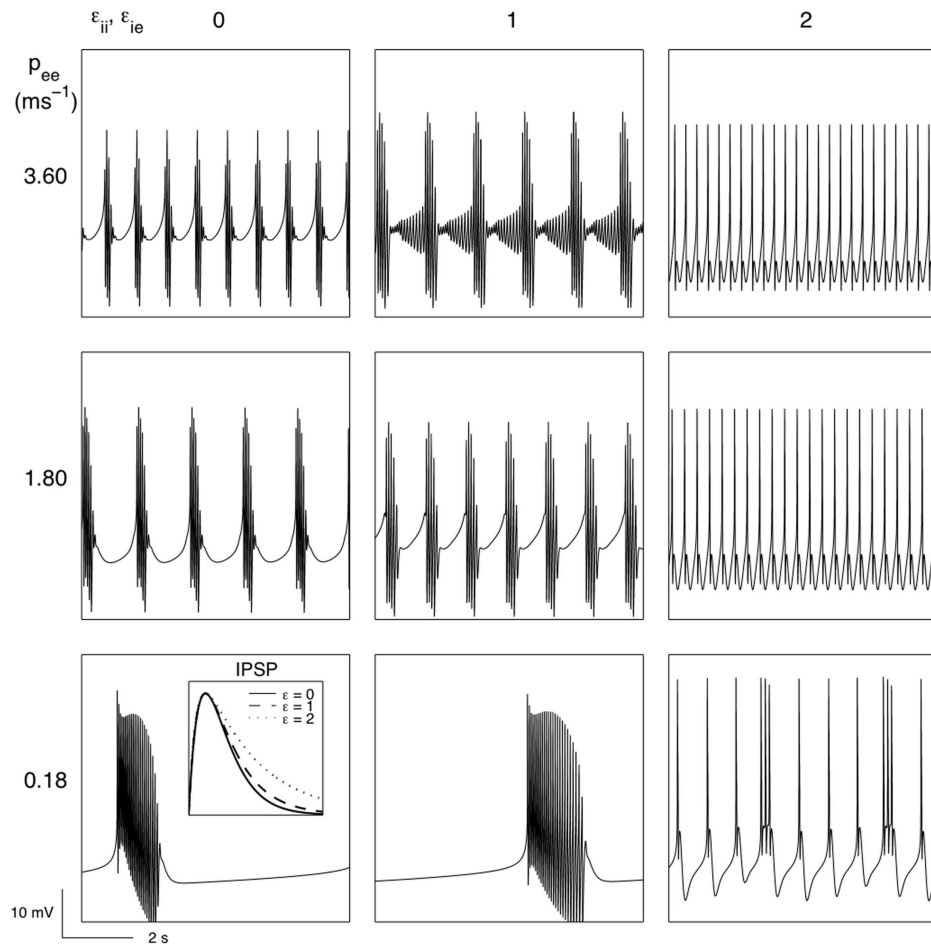 ε_ii, ε_ie 0 1 2
p_ee
(ms⁻¹)
3.60
1.80
0.18
IPSP
ε = 0
ε = 1
ε = 2
10 mV
2 s